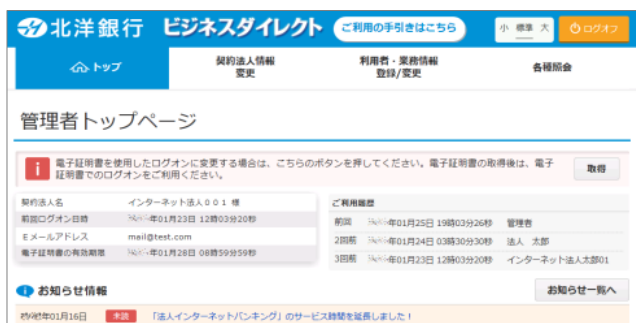 北洋銀行 ビジネスダイレクト ご利用の手引きはこちら 小 標準 大 ログオフ
トップ 契約法人情報 変更 利用者・業務情報 登録/変更 各種照会
管理者トップページ
電子証明書を使用したログオンに変更する場合は、こちらのボタンを押してください。電子証明書の取得後は、電子
証明書でのログオンをご利用ください。
取得
契約法人名 インターネット法人001 様
前回ログオン日時 年01月23日 12時03分20秒
Eメールアドレス mail@test.com
電子証明書の有効期限 年01月28日 08時59分59秒
ご利用履歴
前回 年01月25日 19時03分26秒 管理者
2回前 年01月24日 03時30分30秒 法人 太郎
3回前 年01月23日 12時03分20秒 インターネット法人太郎01
お知らせ情報 お知らせ一覧へ
年01月16日 未読 「法人インターネットバンキング」のサービス時間を延長しました!